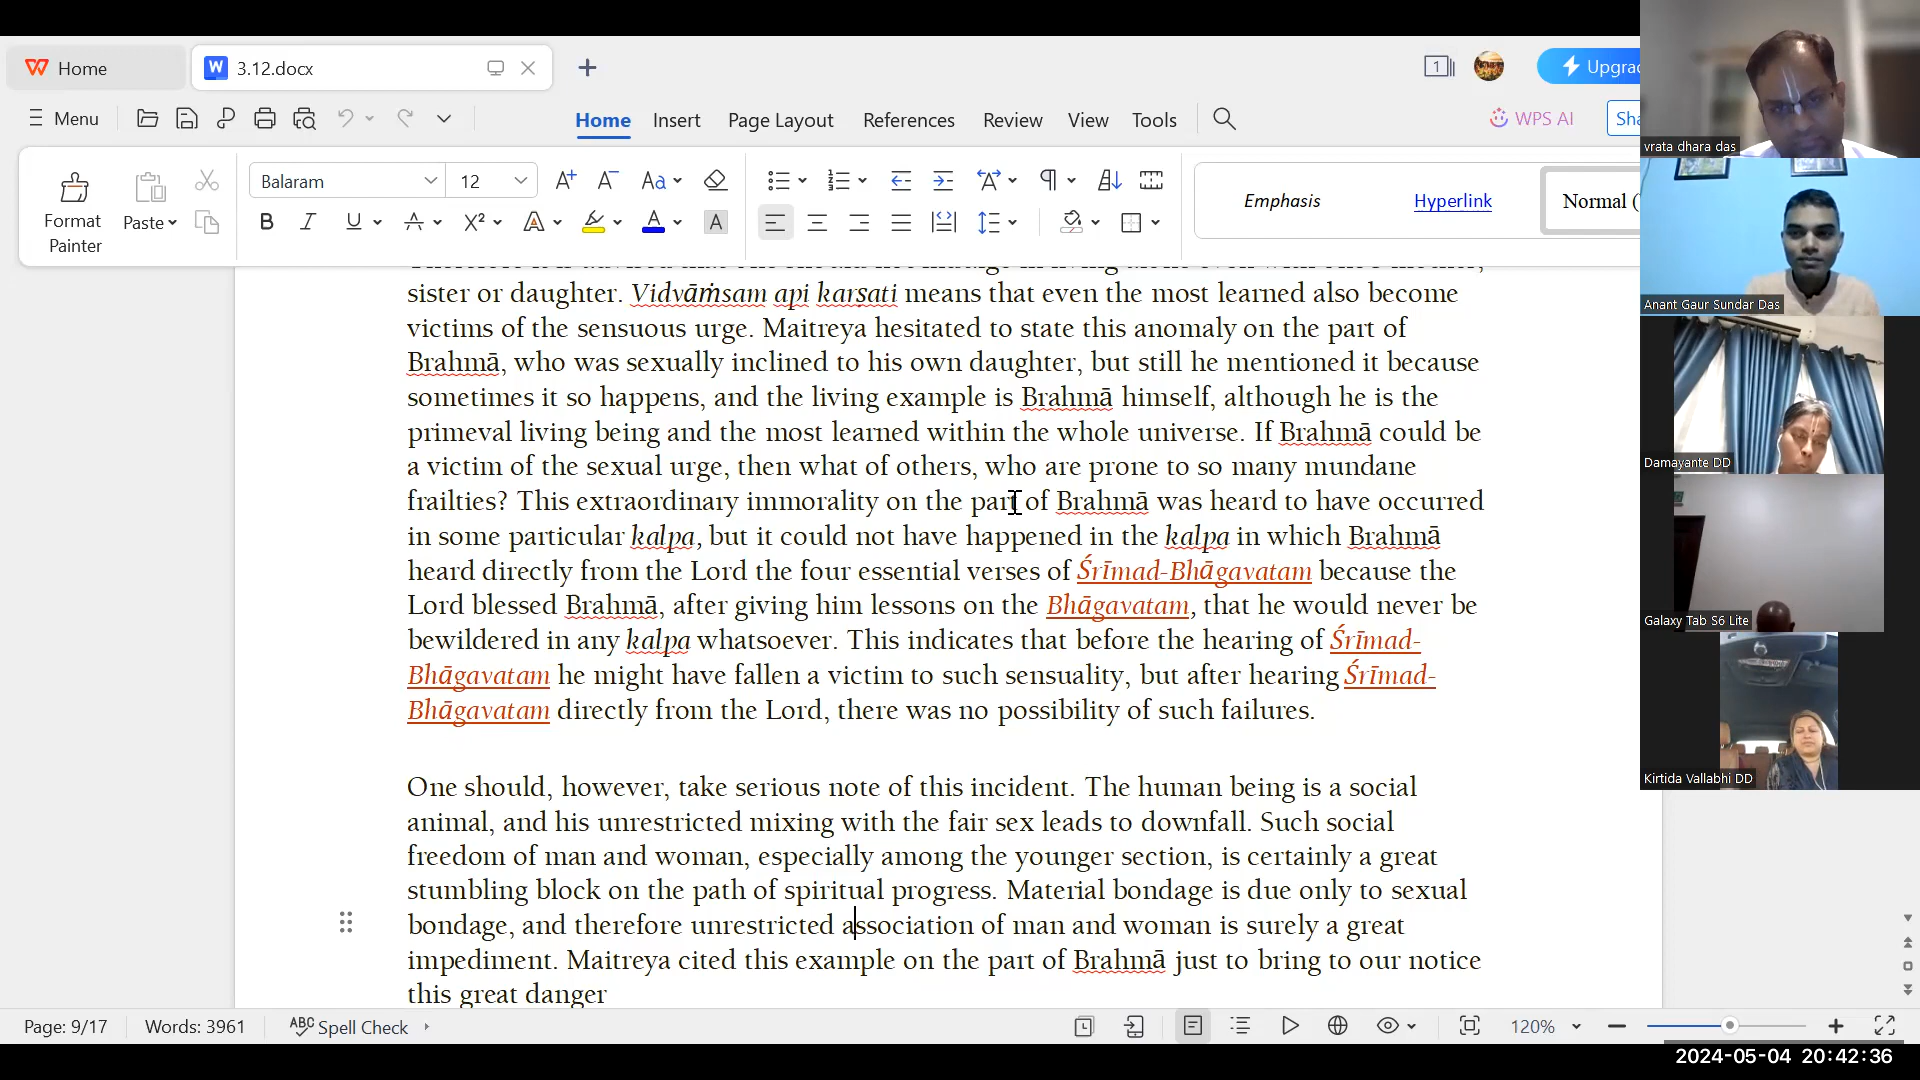 Home
3.12.docx
1
Upgra
Menu
Home
Insert
Page Layout
References
Review
View
Tools
WPS AI
Sha
Format
Painter
Paste
Balaram
12
Emphasis
Hyperlink
Normal (
sister or daughter. Vidvāṁsam api karṣati means that even the most learned also become
victims of the sensuous urge. Maitreya hesitated to state this anomaly on the part of
Brahmā, who was sexually inclined to his own daughter, but still he mentioned it because
sometimes it so happens, and the living example is Brahmā himself, although he is the
primeval living being and the most learned within the whole universe. If Brahmā could be
a victim of the sexual urge, then what of others, who are prone to so many mundane
frailties? This extraordinary immorality on the part of Brahmā was heard to have occurred
in some particular kalpa, but it could not have happened in the kalpa in which Brahmā
heard directly from the Lord the four essential verses of Śrīmad-Bhāgavatam because the
Lord blessed Brahmā, after giving him lessons on the Bhāgavatam, that he would never be
bewildered in any kalpa whatsoever. This indicates that before the hearing of Śrīmad-
Bhāgavatam he might have fallen a victim to such sensuality, but after hearing Śrīmad-
Bhāgavatam directly from the Lord, there was no possibility of such failures.
One should, however, take serious note of this incident. The human being is a social
animal, and his unrestricted mixing with the fair sex leads to downfall. Such social
freedom of man and woman, especially among the younger section, is certainly a great
stumbling block on the path of spiritual progress. Material bondage is due only to sexual
bondage, and therefore unrestricted association of man and woman is surely a great
impediment. Maitreya cited this example on the part of Brahmā just to bring to our notice
this great danger
Page: 9/17
Words: 3961
Spell Check
120%
vrata dhara das
Anant Gaur Sundar Das
Damayante DD
Galaxy Tab S6 Lite
Kirtida Vallabhi DD
2024-05-04 20:42:36